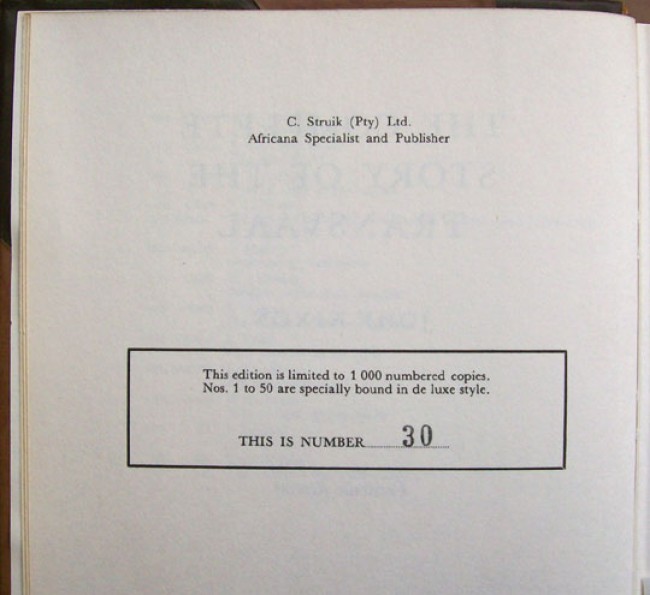 C. Struik (Pty) Ltd.
Africana Specialist and Publisher
This edition is limited to 1 000 numbered copies.
Nos. 1 to 50 are specially bound in de luxe style.
THIS IS NUMBER 30